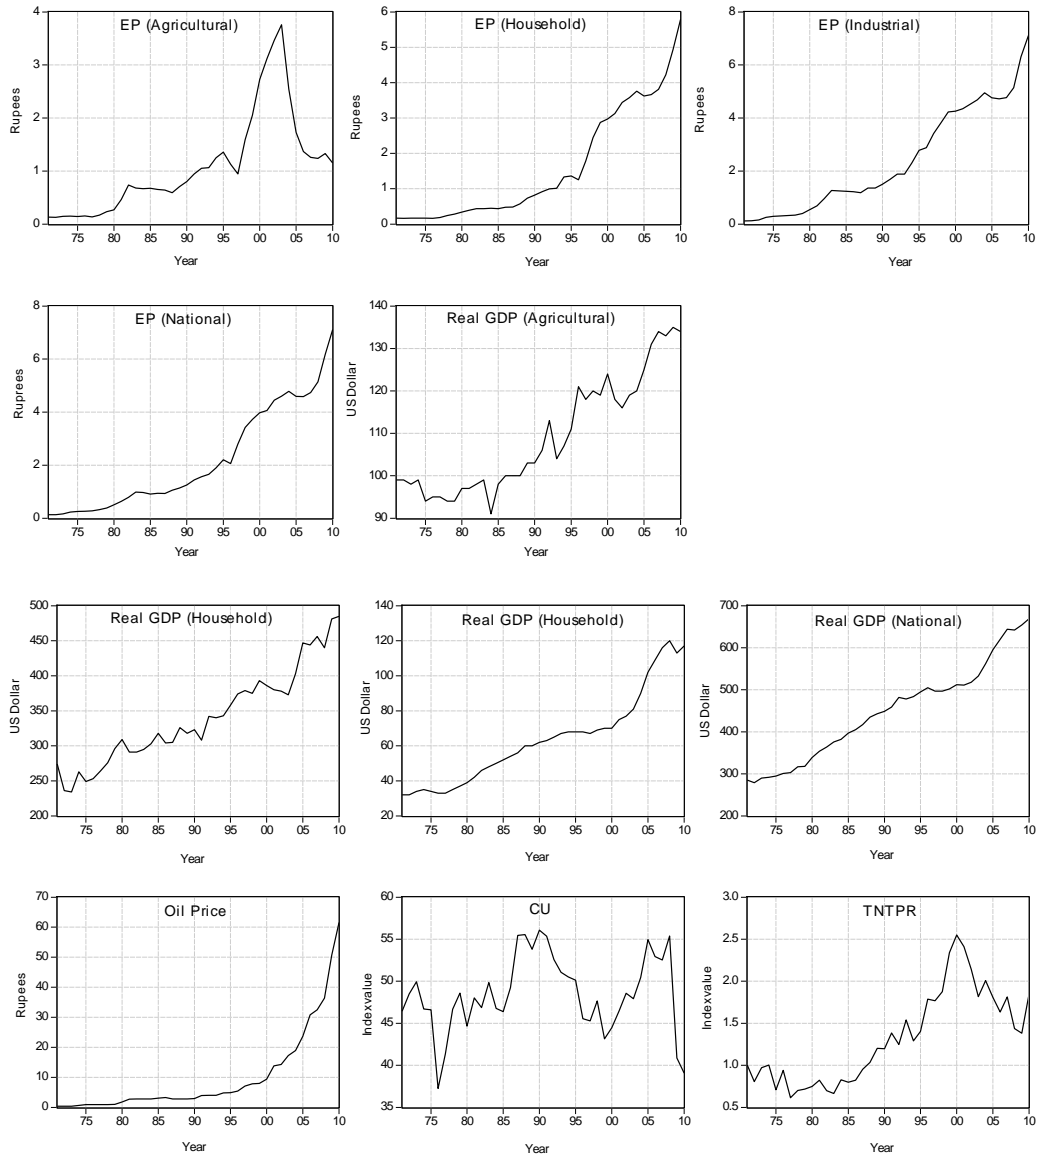 EP (Agricultural)
Rupees
4
3
2
1
0
75 80 85 90 95 00 05 10
Year
EP (Household)
Rupees
6
5
4
3
2
1
0
75 80 85 90 95 00 05 10
Year
EP (Industrial)
Rupees
8
6
4
2
0
75 80 85 90 95 00 05 10
Year
EP (National)
Ruprees
8
6
4
2
0
75 80 85 90 95 00 05 10
Year
Real GDP (Agricultural)
US Dollar
140
130
120
110
100
90
75 80 85 90 95 00 05 10
Year
Real GDP (Household)
US Dollar
500
450
400
350
300
250
200
75 80 85 90 95 00 05 10
Year
Real GDP (Household)
US Dollar
140
120
100
80
60
40
20
75 80 85 90 95 00 05 10
Year
Real GDP (National)
US Dollar
700
600
500
400
300
200
75 80 85 90 95 00 05 10
Year
Oil Price
Rupees
70
60
50
40
30
20
10
0
75 80 85 90 95 00 05 10
Year
CU
Index value
60
55
50
45
40
35
75 80 85 90 95 00 05 10
Year
TNTPR
Index value
3.0
2.5
2.0
1.5
1.0
0.5
75 80 85 90 95 00 05 10
Year